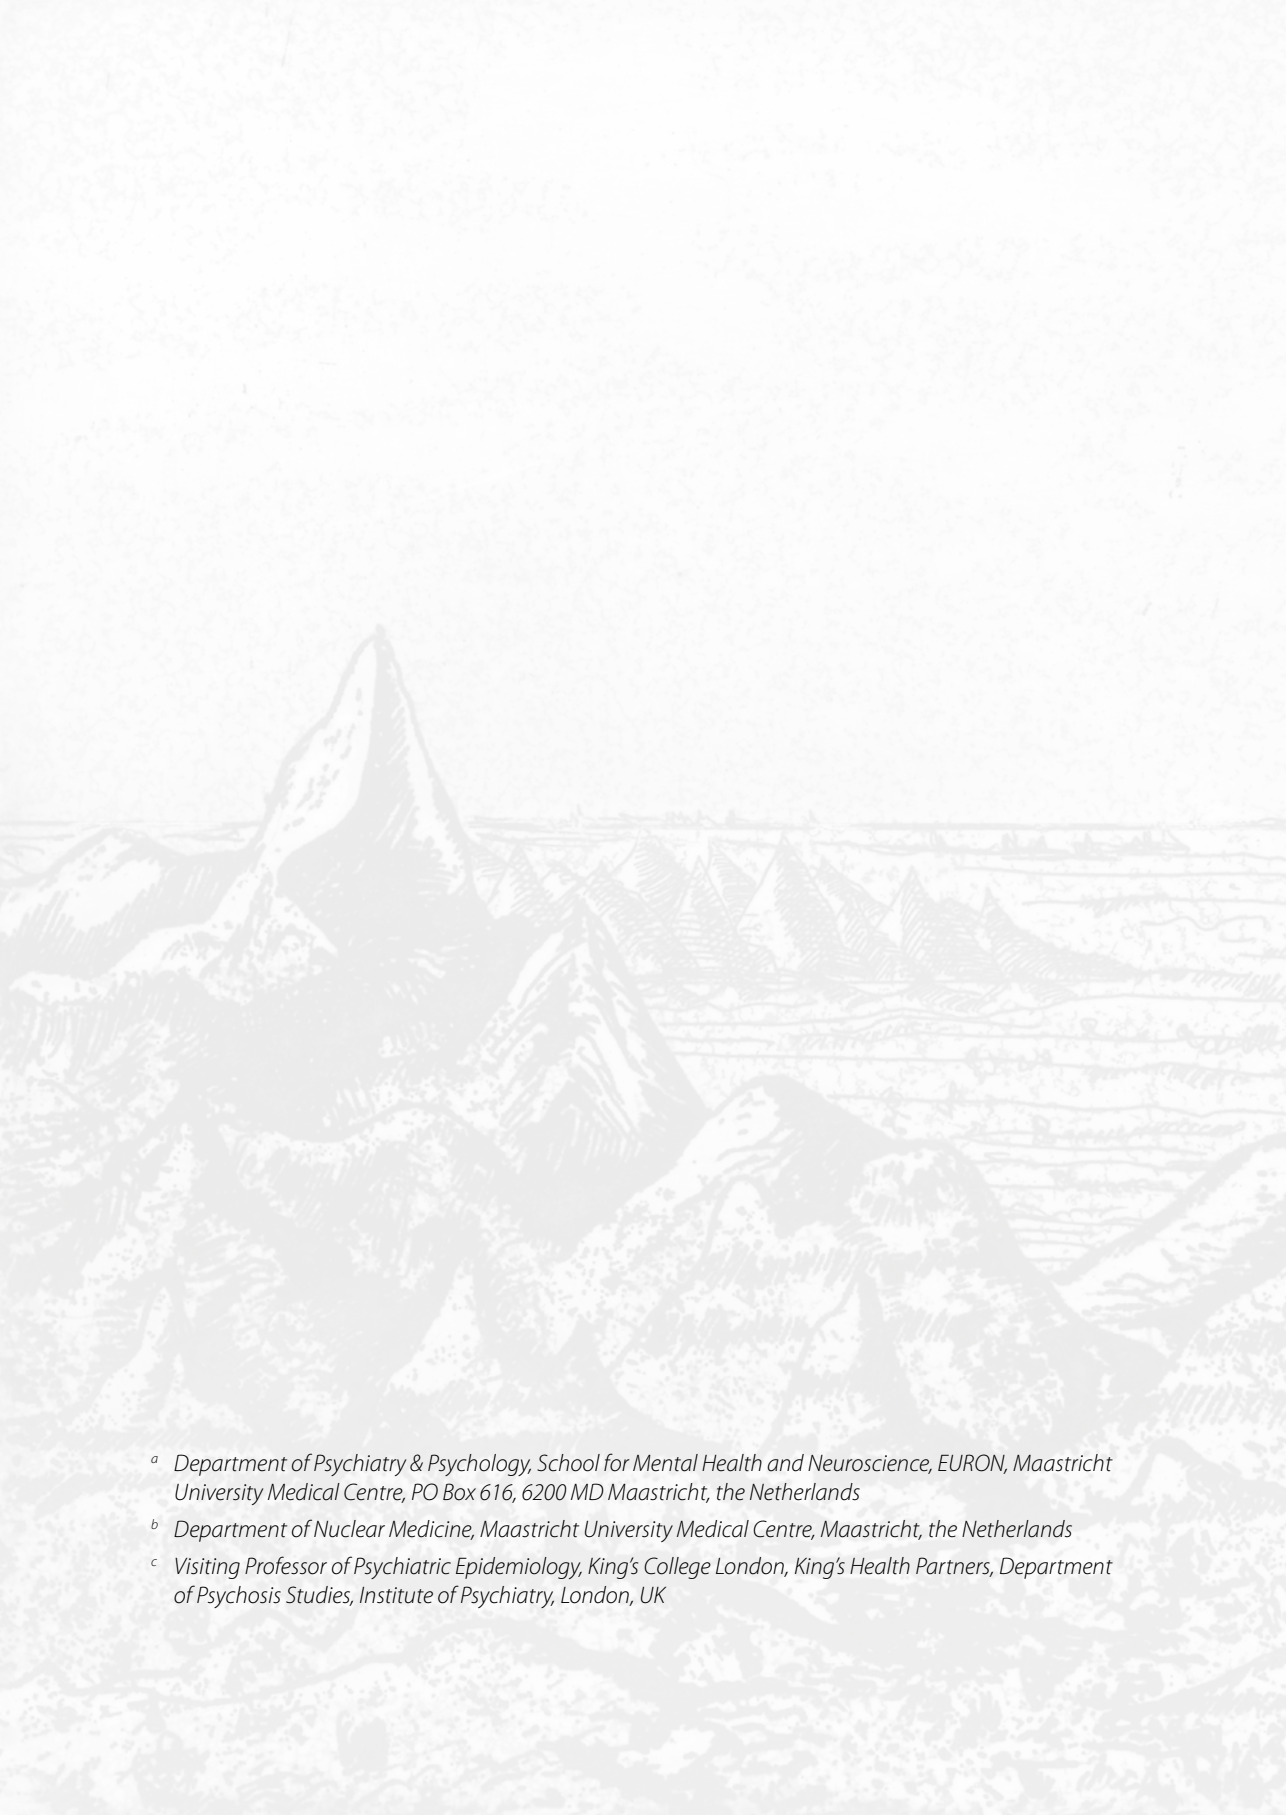 a Department of Psychiatry & Psychology, School for Mental Health and Neuroscience, EURON, Maastricht
University Medical Centre, PO Box 616, 6200 MD Maastricht, the Netherlands
b Department of Nuclear Medicine, Maastricht University Medical Centre, Maastricht, the Netherlands
c Visiting Professor of Psychiatric Epidemiology, King's College London, King's Health Partners, Department
of Psychosis Studies, Institute of Psychiatry, London, UK